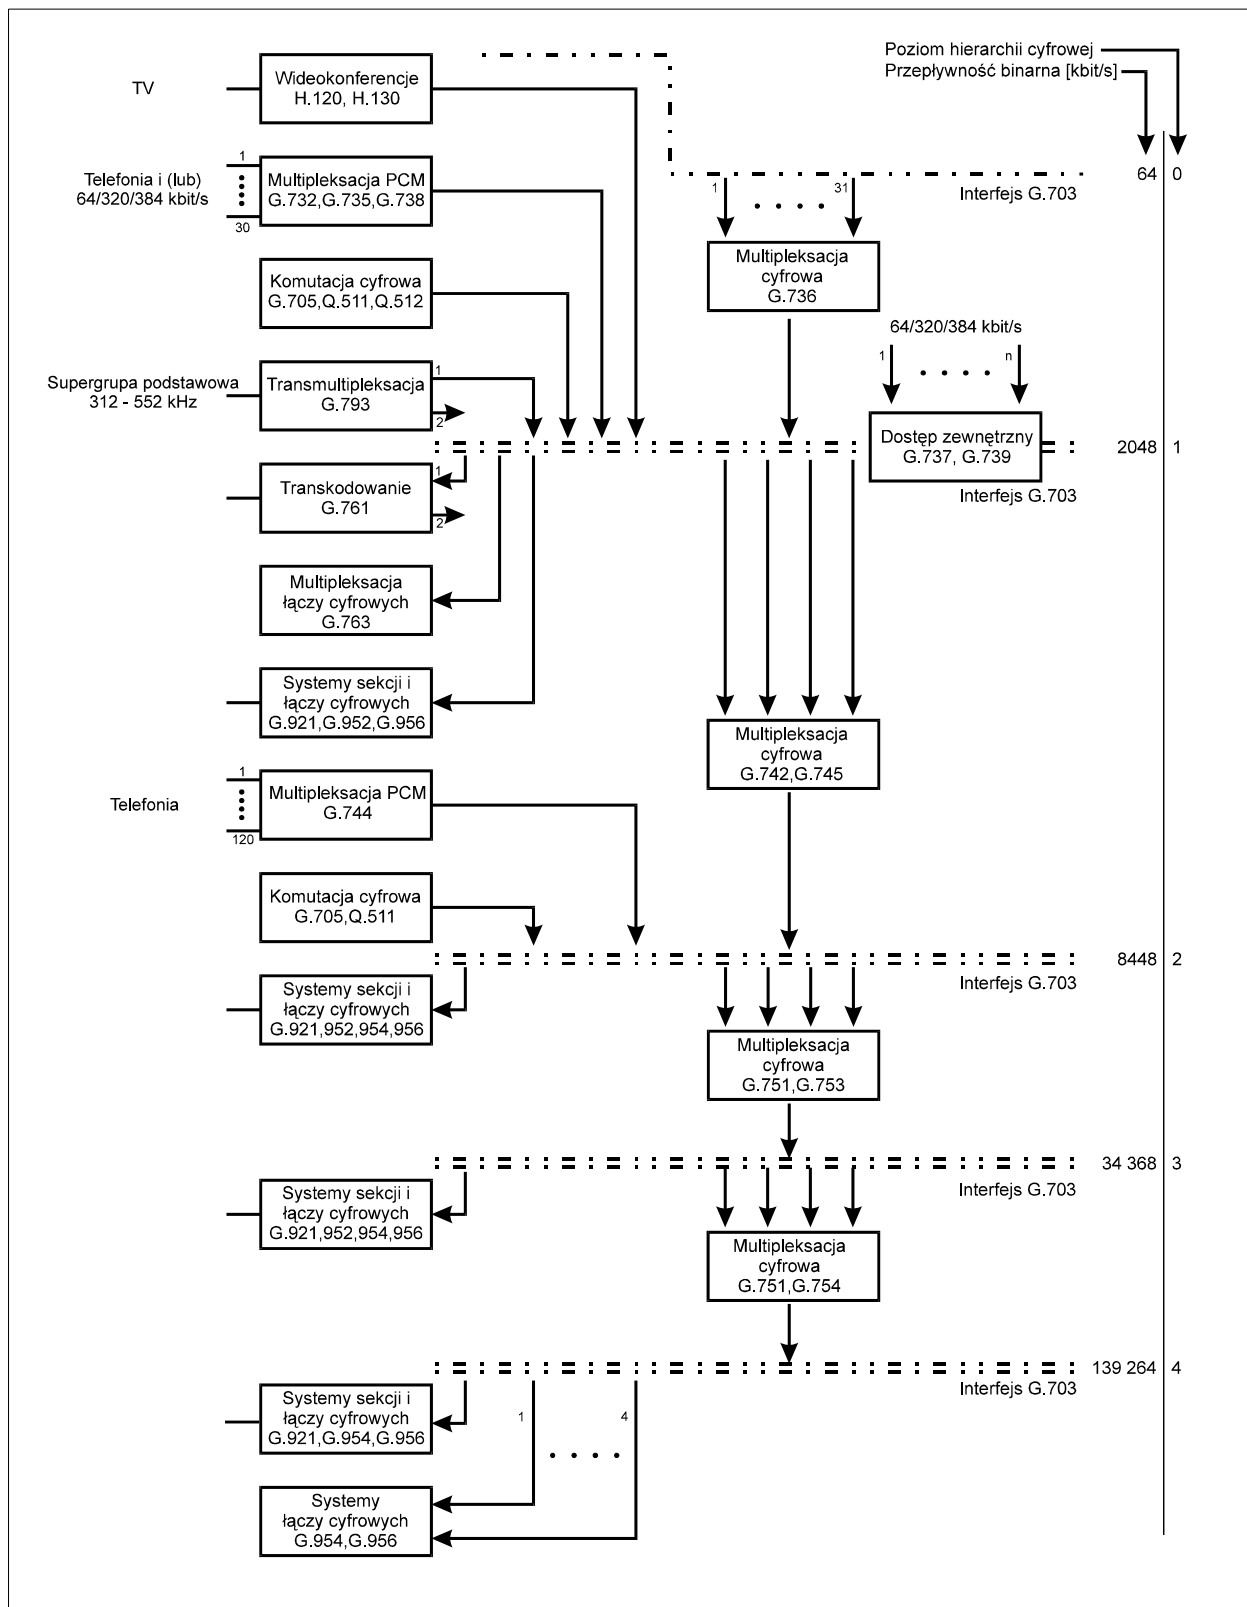 Poziom hierarchii cyfrowej
Przepływność binarna [kbit/s]
TV
Wideokonferencje
H.120, H.130
64
0
Interfejs G.703
Telefonia i (lub)
64/320/384 kbit/s
1
30
Multipleksacja PCM
G.732,G.735,G.738
1
31
Multipleksacja
cyfrowa
G.736
Komutacja cyfrowa
G.705,Q.511,Q.512
64/320/384 kbit/s
1
n
Supergrupa podstawowa
312 - 552 kHz
Transmultipleksacja
G.793
1
2
Dostęp zewnętrzny
G.737, G.739
2048
1
Interfejs G.703
Transkodowanie
G.761
1
2
Multipleksacja
łączy cyfrowych
G.763
Systemy sekcji i
łączy cyfrowych
G.921,G.952,G.956
Multipleksacja
cyfrowa
G.742,G.745
Telefonia
1
120
Multipleksacja PCM
G.744
Komutacja cyfrowa
G.705,Q.511
8448
2
Interfejs G.703
Systemy sekcji i
łączy cyfrowych
G.921,952,954,956
Multipleksacja
cyfrowa
G.751,G.753
34 368
3
Interfejs G.703
Systemy sekcji i
łączy cyfrowych
G.921,952,954,956
Multipleksacja
cyfrowa
G.751,G.754
139 264
4
Interfejs G.703
Systemy sekcji i
łączy cyfrowych
G.921,G.954,G.956
1
4
Systemy
łączy cyfrowych
G.954,G.956